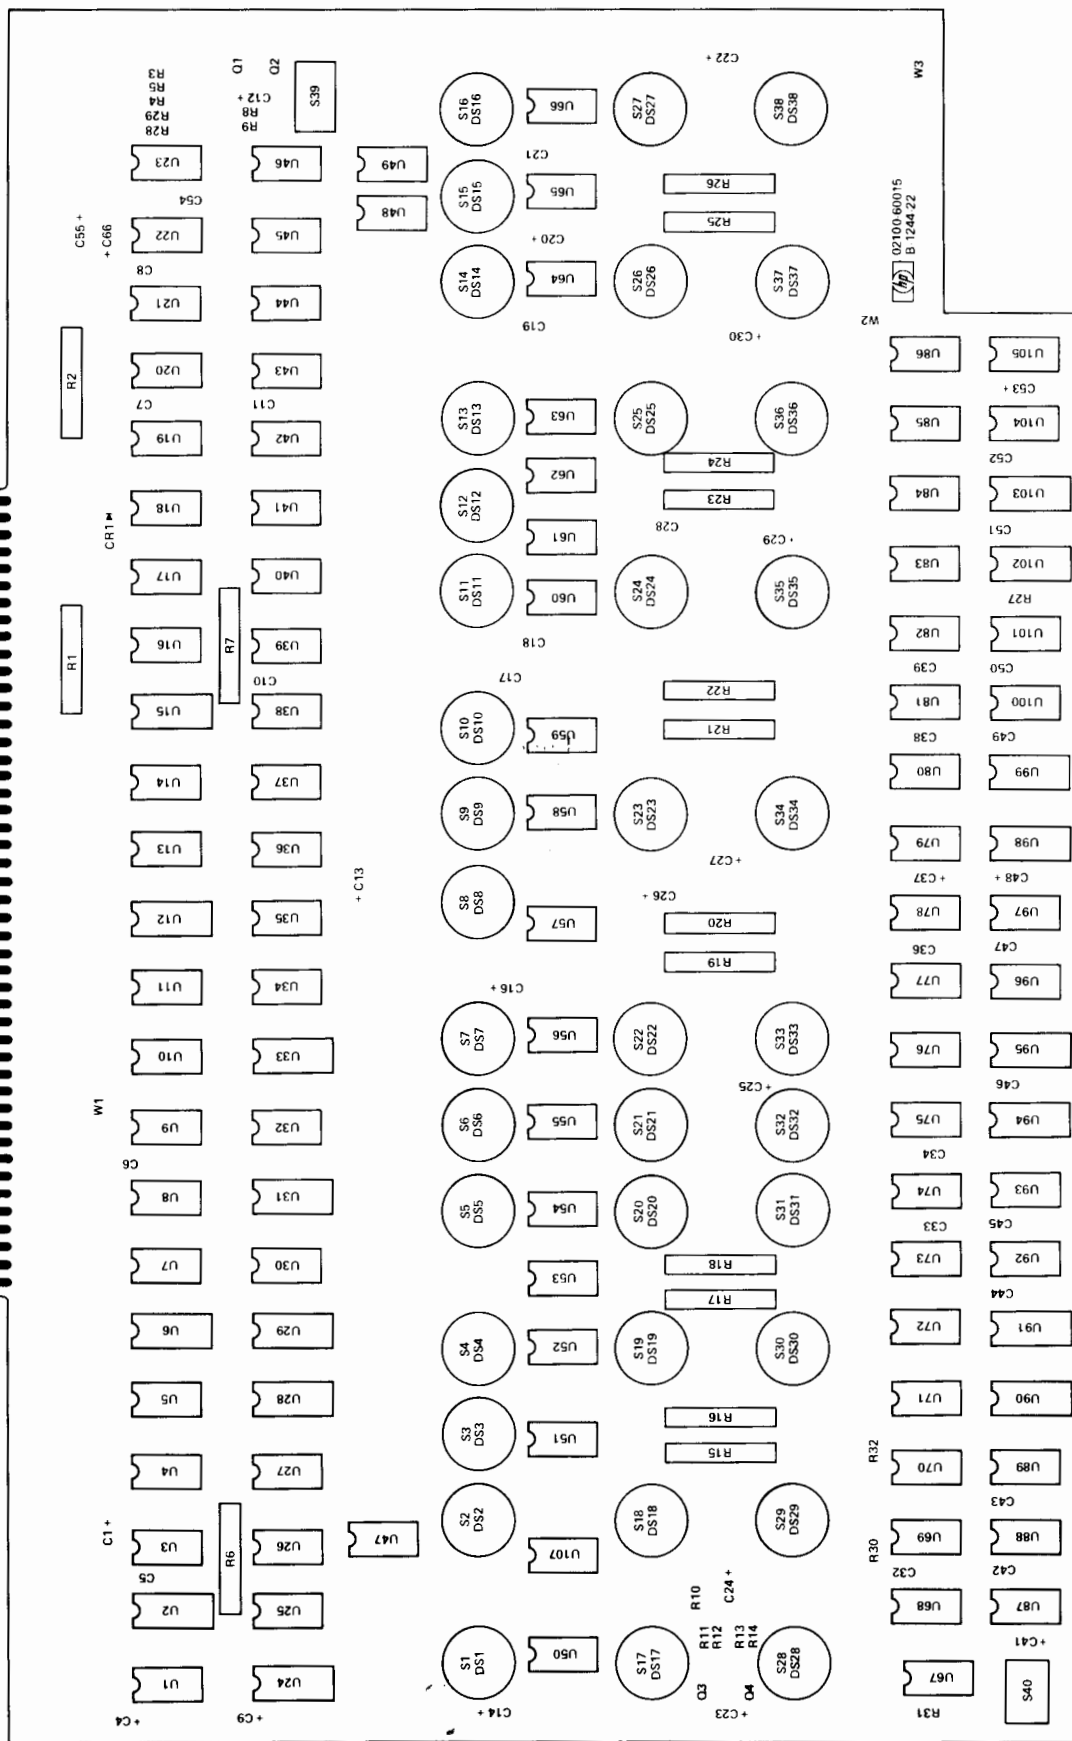 R3
R5
R4
R29
R28
Q1
Q2
C12 +
R8
R9
S39
U23
U46
U49
U48
C54
C55 +
+ C66
U22
U45
C8
U21
U44
R2
U20
U43
C7
C11
U19
U42
CR1
U18
U41
U17
U40
R1
R7
U16
U39
C10
U15
U38
U14
U37
U13
U36
+ C13
U12
U35
U11
U34
U10
U33
W1
U9
U32
C6
U8
U31
U7
U30
U6
U29
U5
U28
U4
U27
C1 +
U3
U26
U47
C5
R6
U2
U25
U1
U24
+ C4
+ C9
S16
DS16
U66
C21
S15
DS15
U65
C20 +
S14
DS14
U64
C19
S13
DS13
U63
U62
S12
DS12
U61
S11
DS11
U60
C18
C17
S10
DS10
U59
S9
DS9
U58
S8
DS8
U57
C16 +
S7
DS7
U56
S6
DS6
U55
S5
DS5
U54
U53
S4
DS4
U52
S3
DS3
U51
S2
DS2
U107
S1
DS1
U50
C14 +
C22 +
S27
DS27
S38
DS38
R26
R25
S26
DS26
S37
DS37
+ C30
S25
DS25
S36
DS36
R24
R23
C28
C29 +
S24
DS24
S35
DS35
R22
R21
S23
DS23
S34
DS34
+ C27
C26 +
R20
R19
S22
DS22
S33
DS33
C25 +
S21
DS21
S32
DS32
S20
DS20
S31
DS31
R18
R17
S19
DS19
S30
DS30
R16
R15
S18
DS18
S29
DS29
R10
C24 +
R11
R12
R13
R14
S17
DS17
S28
DS28
Q3
Q4
+ C23
W3
hp 02100-60015
B 1244 22
W2
U86
U105
C53 +
U85
U104
C52
U84
U103
C51
U83
U102
R27
U82
U101
C39
C50
U81
U100
C38
C49
U80
U99
U79
U98
+ C37
C48 +
U78
U97
C36
C47
U77
U96
U76
U95
C46
U75
U94
C34
U74
U93
C33
C45
U73
U92
C44
U72
U91
U71
U90
R32
U70
U89
C43
R30
U69
U88
C32
C42
U68
U87
+ C41
U67
S40
R31